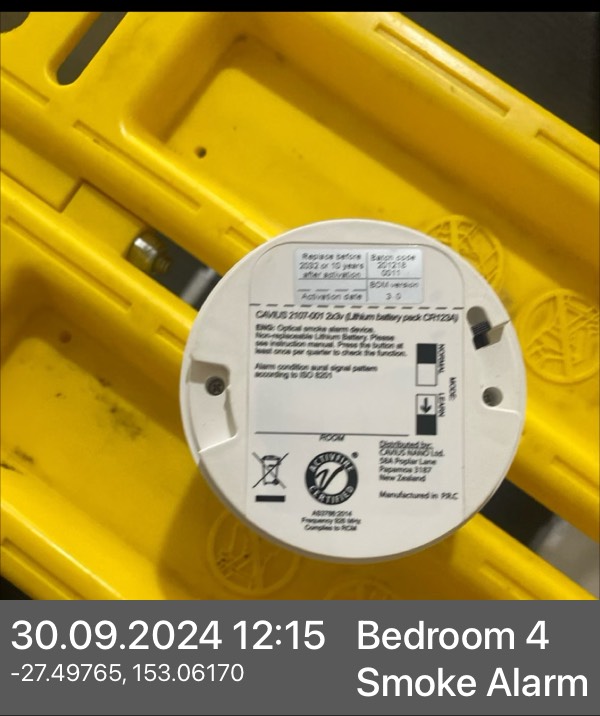 Replace before
2032 or 10 years
after activation
Activation date
Batch code
201218
0011
BOM version
3.0
CAVIUS 2107-001 2x3v (Lithium battery pack CR123A)
ENG: Optical smoke alarm device.
Non-replaceable Lithium Battery. Please
see instruction manual. Press the button at
least once per quarter to check the function.
Alarm condition aural signal pattern
according to ISO 8201
NORMAL
MODE:
LEARN
ROOM
ACTIVFIRE
CERTIFIED
®
Distributed by:
CAVIUS NANO Ltd.
58A Poplar Lane
Papamoa 3187
New Zealand
Manufactured in P.R.C
AS3786:2014
Frequency 926 MHz
Complies to RCM
30.09.2024 12:15
-27.49765, 153.06170
Bedroom 4
Smoke Alarm